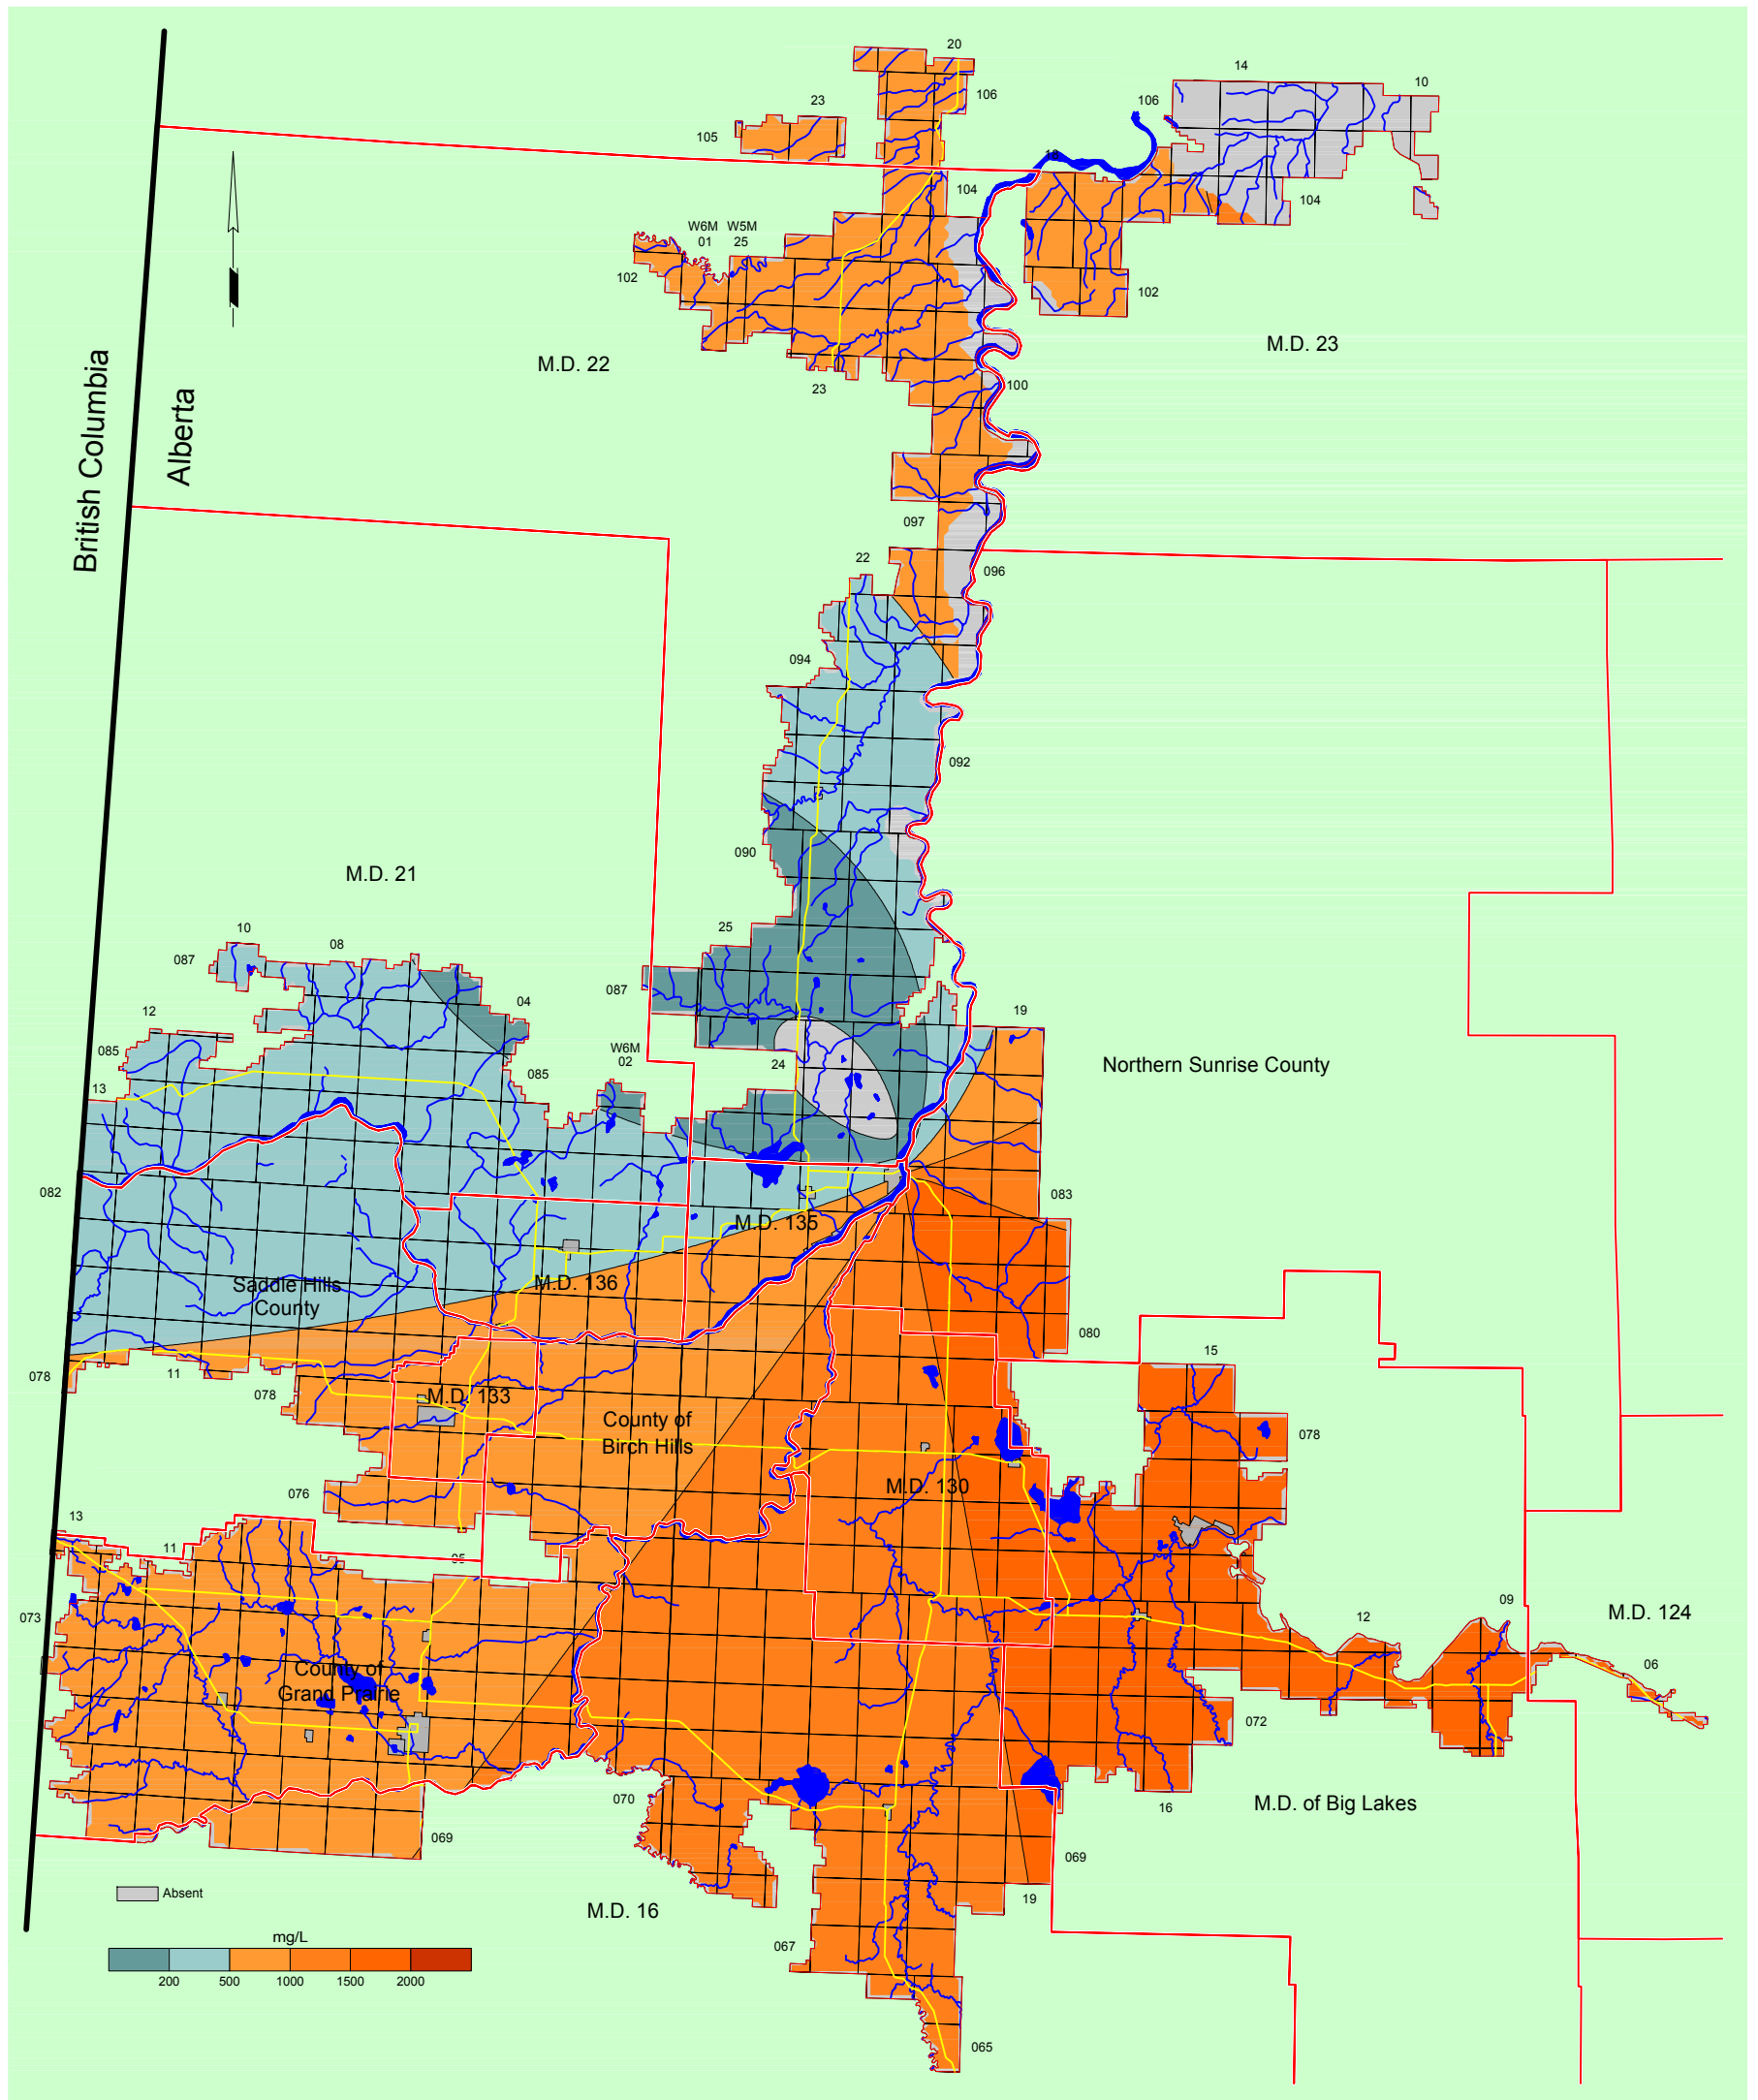 20
14
10
106
106
23
105
18
104
104
W6M
01
W5M
25
102
102
M.D. 23
M.D. 22
100
23
British Columbia
Alberta
097
096
22
094
092
090
M.D. 21
10
08
25
087
087
04
19
12
W6M
02
Northern Sunrise County
085
24
085
13
082
083
M.D. 135
Saddle Hills
County
M.D. 136
080
15
078
11
078
M.D. 133
County of
Birch Hills
078
M.D. 130
076
13
11
05
09
073
12
M.D. 124
County of
Grand Prairie
06
072
070
16
M.D. of Big Lakes
069
069
Absent
19
M.D. 16
mg/L
067
200
500
1000
1500
2000
065